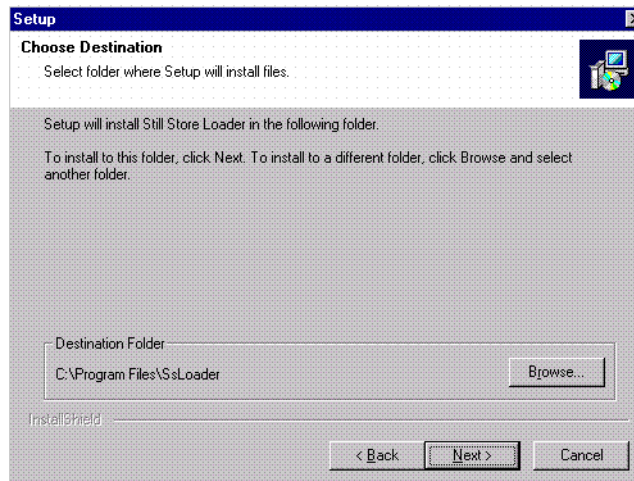 Setup
Choose Destination
Select folder where Setup will install files.
Setup will install Still Store Loader in the following folder.
To install to this folder, click Next. To install to a different folder, click Browse and select
another folder.
Destination Folder
C:\Program Files\SsLoader
Browse...
InstallShield
< Back
Next >
Cancel